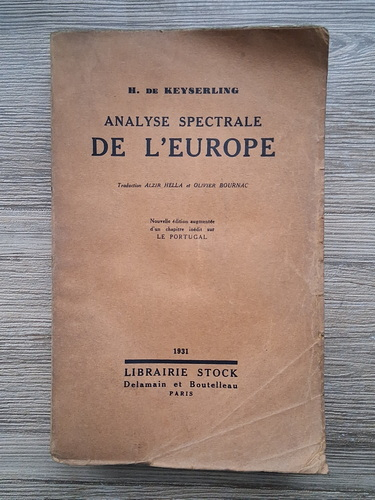 H. DE KEYSERLING
ANALYSE SPECTRALE
DE L'EUROPE
Traduction ALZIR HELLA et OLIVIER BOURNAC
Nouvelle édition augmentée
d'un chapitre inédit sur
LE PORTUGAL
1931
LIBRAIRIE STOCK
Delamain et Boutelleau
PARIS